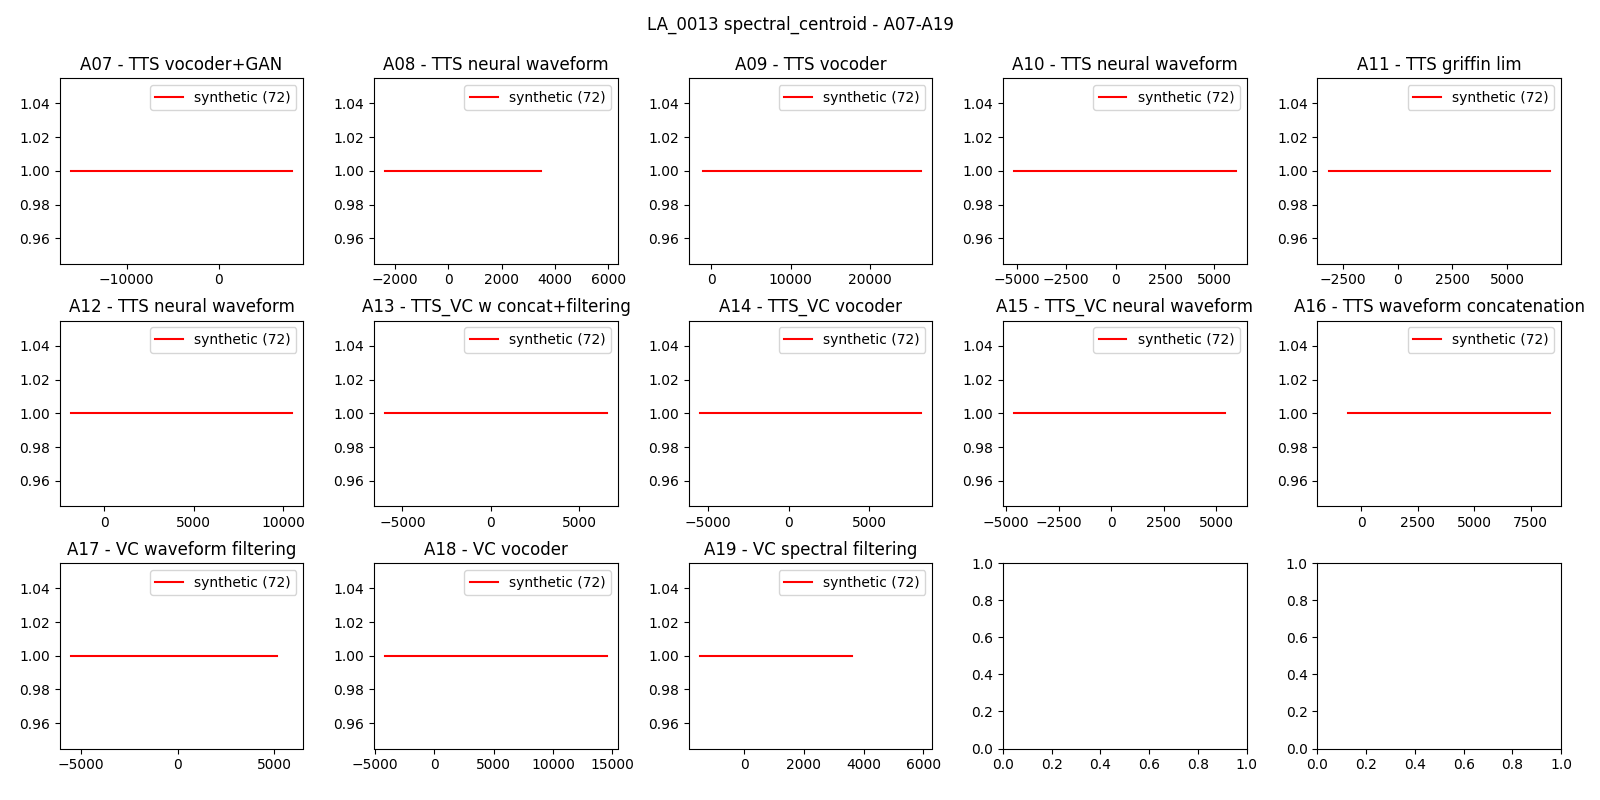 LA_0013 spectral_centroid - A07-A19
A07 - TTS vocoder+GAN
A08 - TTS neural waveform
A09 - TTS vocoder
A10 - TTS neural waveform
A11 - TTS griffin lim
synthetic (72)
synthetic (72)
synthetic (72)
synthetic (72)
synthetic (72)
1.04 1.04 1.04 1.04 1.04
1.02 1.02 1.02 1.02 1.02
1.00 1.00 1.00 1.00 1.00
0.98 0.98 0.98 0.98 0.98
0.96 0.96 0.96 0.96 0.96
−10000 0
−2000 0 2000 4000 6000
0 10000 20000
−5000 −2500 0 2500 5000
−2500 0 2500 5000
A12 - TTS neural waveform
A13 - TTS_VC w concat+filtering
A14 - TTS_VC vocoder
A15 - TTS_VC neural waveform
A16 - TTS waveform concatenation
synthetic (72)
synthetic (72)
synthetic (72)
synthetic (72)
synthetic (72)
1.04 1.04 1.04 1.04 1.04
1.02 1.02 1.02 1.02 1.02
1.00 1.00 1.00 1.00 1.00
0.98 0.98 0.98 0.98 0.98
0.96 0.96 0.96 0.96 0.96
0 5000 10000
−5000 0 5000
−5000 0 5000
−5000 −2500 0 2500 5000
0 2500 5000 7500
A17 - VC waveform filtering
A18 - VC vocoder
A19 - VC spectral filtering
synthetic (72)
synthetic (72)
synthetic (72)
1.04 1.04 1.04 1.0 1.0
1.02 1.02 1.02 0.8 0.8
1.00 1.00 1.00 0.6 0.6
0.98 0.98 0.98 0.4 0.4
0.96 0.96 0.96 0.2 0.2
0.0 0.0
−5000 0 5000
−5000 0 5000 10000 15000
0 2000 4000 6000
0.0 0.2 0.4 0.6 0.8 1.0
0.0 0.2 0.4 0.6 0.8 1.0